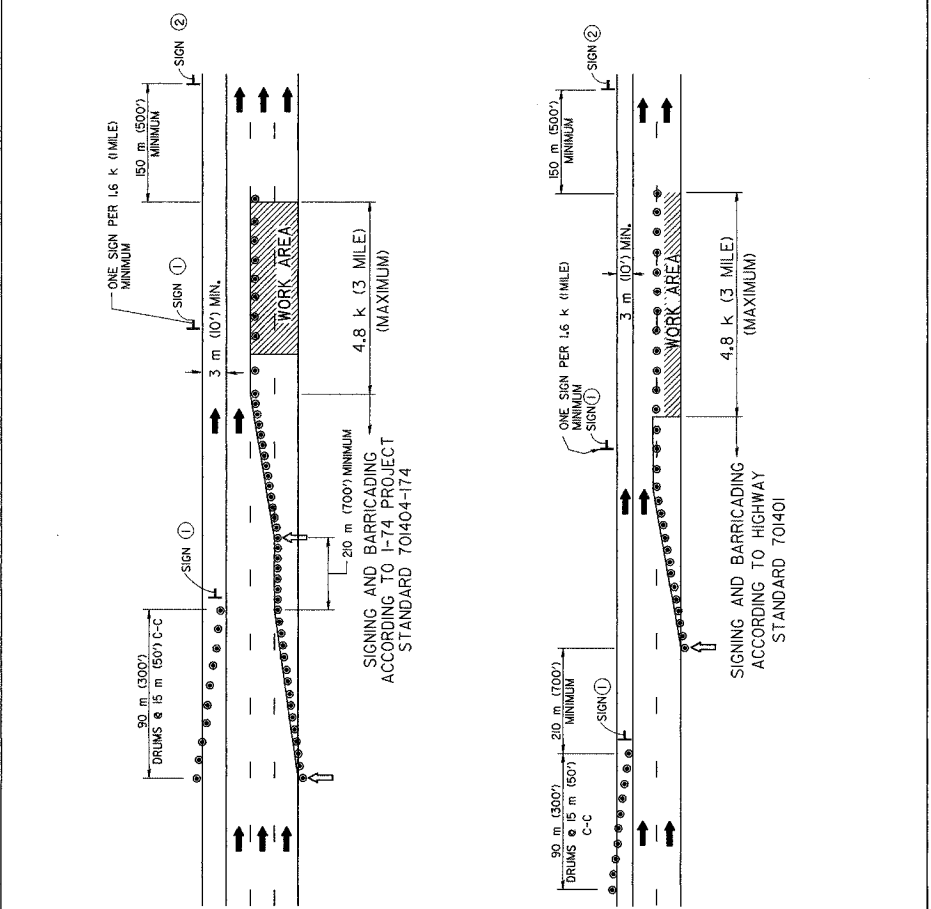 SIGN 2
150 m (500')
MINIMUM
ONE SIGN PER 1.6 k (1 MILE)
MINIMUM
SIGN 1
3 m (10') MIN.
WORK AREA
4.8 k (3 MILE)
(MAXIMUM)
210 m (700') MINIMUM
SIGNING AND BARRICADING
ACCORDING TO I-74 PROJECT
STANDARD 701404-174
SIGN 1
90 m (300')
DRUMS @ 15 m (50') C-C
SIGN 2
150 m (500')
MINIMUM
3 m (10') MIN.
WORK AREA
4.8 k (3 MILE)
(MAXIMUM)
ONE SIGN PER 1.6 k (1 MILE)
MINIMUM
SIGN 1
SIGNING AND BARRICADING
ACCORDING TO HIGHWAY
STANDARD 701401
210 m (700')
MINIMUM
SIGN 1
90 m (300')
DRUMS @ 15 m (50')
C-C